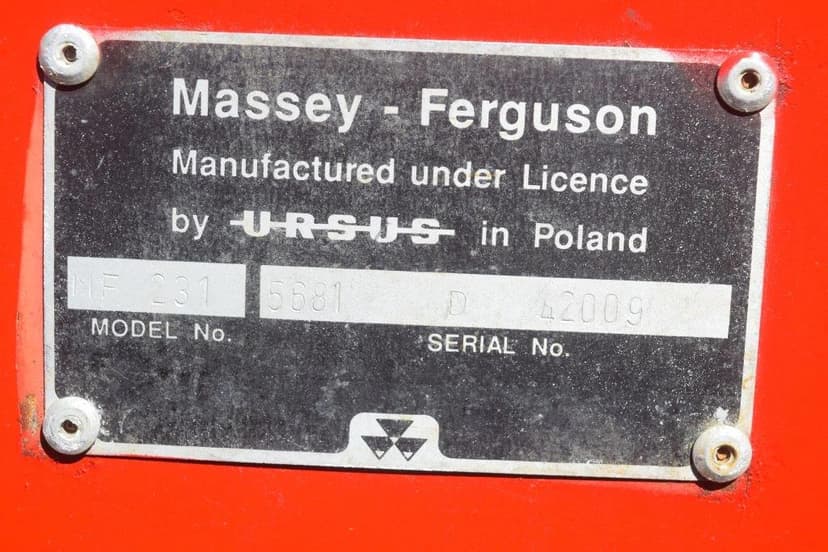 Massey - Ferguson
Manufactured under Licence
by URSUS in Poland
MF 231 5681 D 42009
MODEL No. SERIAL No.